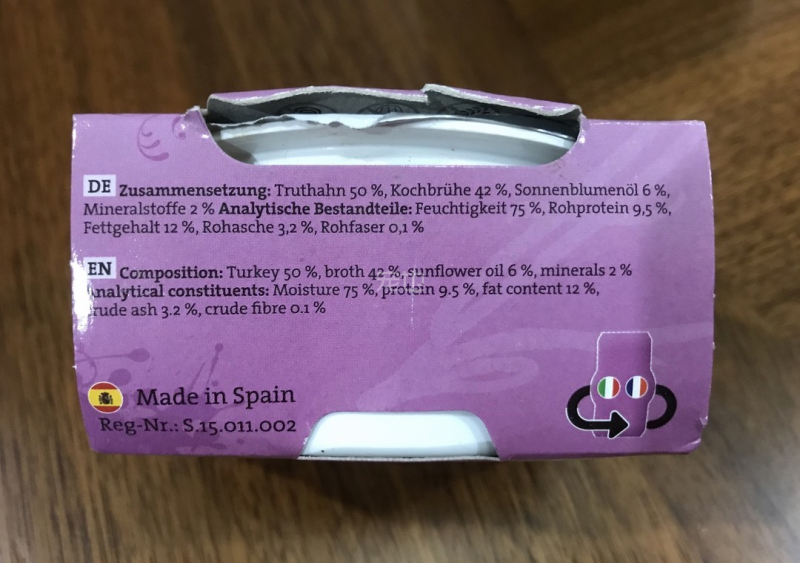 DE Zusammensetzung: Truthahn 50 %, Kochbrühe 42 %, Sonnenblumenöl 6 %,
Mineralstoffe 2 % Analytische Bestandteile: Feuchtigkeit 75 %, Rohprotein 9,5 %,
Fettgehalt 12 %, Rohasche 3,2 %, Rohfaser 0,1 %
EN Composition: Turkey 50 %, broth 42 %, sunflower oil 6 %, minerals 2 %
Analytical constituents: Moisture 75 %, protein 9.5 %, fat content 12 %,
crude ash 3.2 %, crude fibre 0.1 %
Made in Spain
Reg-Nr.: S.15.011.002